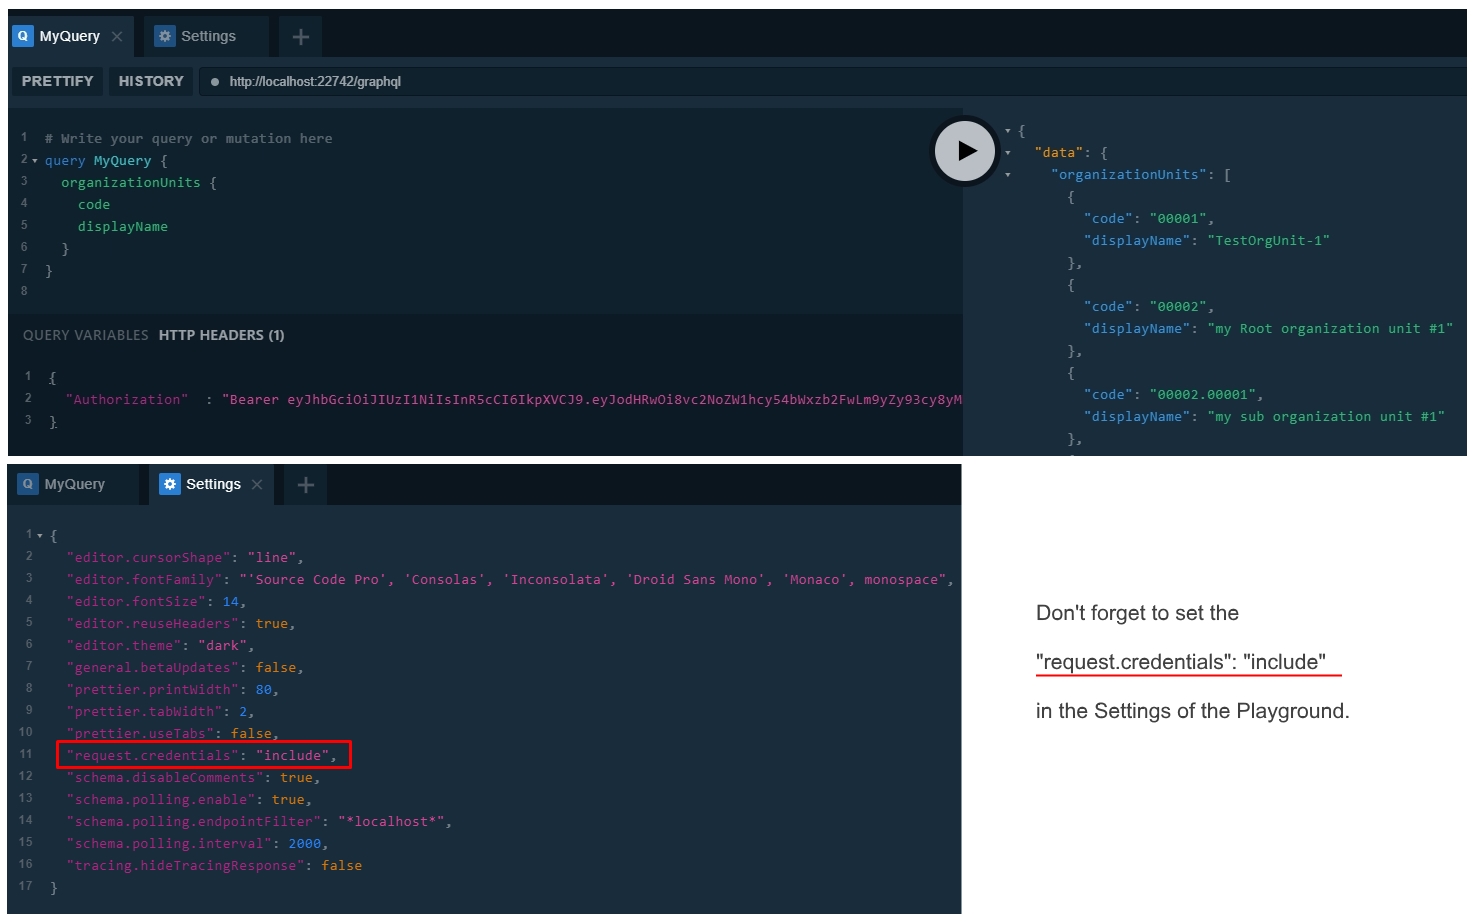 Q MyQuery Settings
PRETTIFY HISTORY http://localhost:22742/graphql
1 # Write your query or mutation here
2 query MyQuery {
3 organizationUnits {
4 code
5 displayName
6 }
7 }
8
QUERY VARIABLES HTTP HEADERS (1)
1 {
2 "Authorization" : "Bearer eyJhbGciOiJIUzI1NiIsInR5cCI6IkpXVCJ9.eyJodHRwOi8vc2NoZW1hcy54bWxzb2FwLm9yZy93cy8yM
3 }
{
"data": {
"organizationUnits": [
{
"code": "00001",
"displayName": "TestOrgUnit-1"
},
{
"code": "00002",
"displayName": "my Root organization unit #1"
},
{
"code": "00002.00001",
"displayName": "my sub organization unit #1"
},
Q MyQuery Settings
1 {
2 "editor.cursorShape": "line",
3 "editor.fontFamily": "'Source Code Pro', 'Consolas', 'Inconsolata', 'Droid Sans Mono', 'Monaco', monospace",
4 "editor.fontSize": 14,
5 "editor.reuseHeaders": true,
6 "editor.theme": "dark",
7 "general.betaUpdates": false,
8 "prettier.printWidth": 80,
9 "prettier.tabWidth": 2,
10 "prettier.useTabs": false,
11 "request.credentials": "include",
12 "schema.disableComments": true,
13 "schema.polling.enable": true,
14 "schema.polling.endpointFilter": "*localhost*",
15 "schema.polling.interval": 2000,
16 "tracing.hideTracingResponse": false
17 }
Don't forget to set the
"request.credentials": "include"
in the Settings of the Playground.